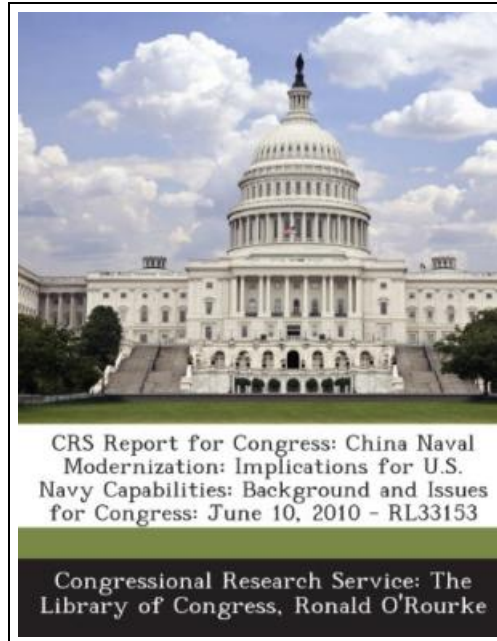 CRS Report for Congress: China Naval
Modernization: Implications for U.S.
Navy Capabilities: Background and Issues
for Congress: June 10, 2010 - RL33153
Congressional Research Service: The
Library of Congress, Ronald O'Rourke